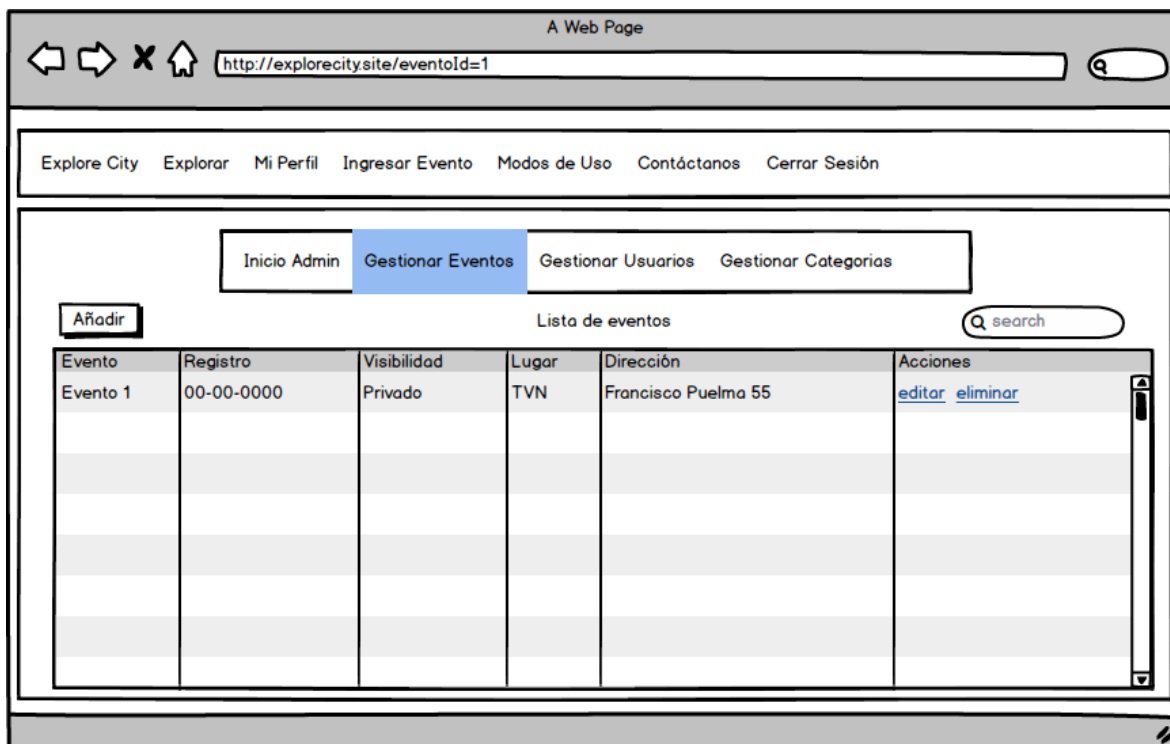 A Web Page
http://explorecity.site/eventoId=1
Explore City Explorar Mi Perfil Ingresar Evento Modos de Uso Contáctanos Cerrar Sesión
Inicio Admin Gestionar Eventos Gestionar Usuarios Gestionar Categorias
Añadir Lista de eventos search
Evento Registro Visibilidad Lugar Dirección Acciones
Evento 1 00-00-0000 Privado TVN Francisco Puelma 55 editar eliminar